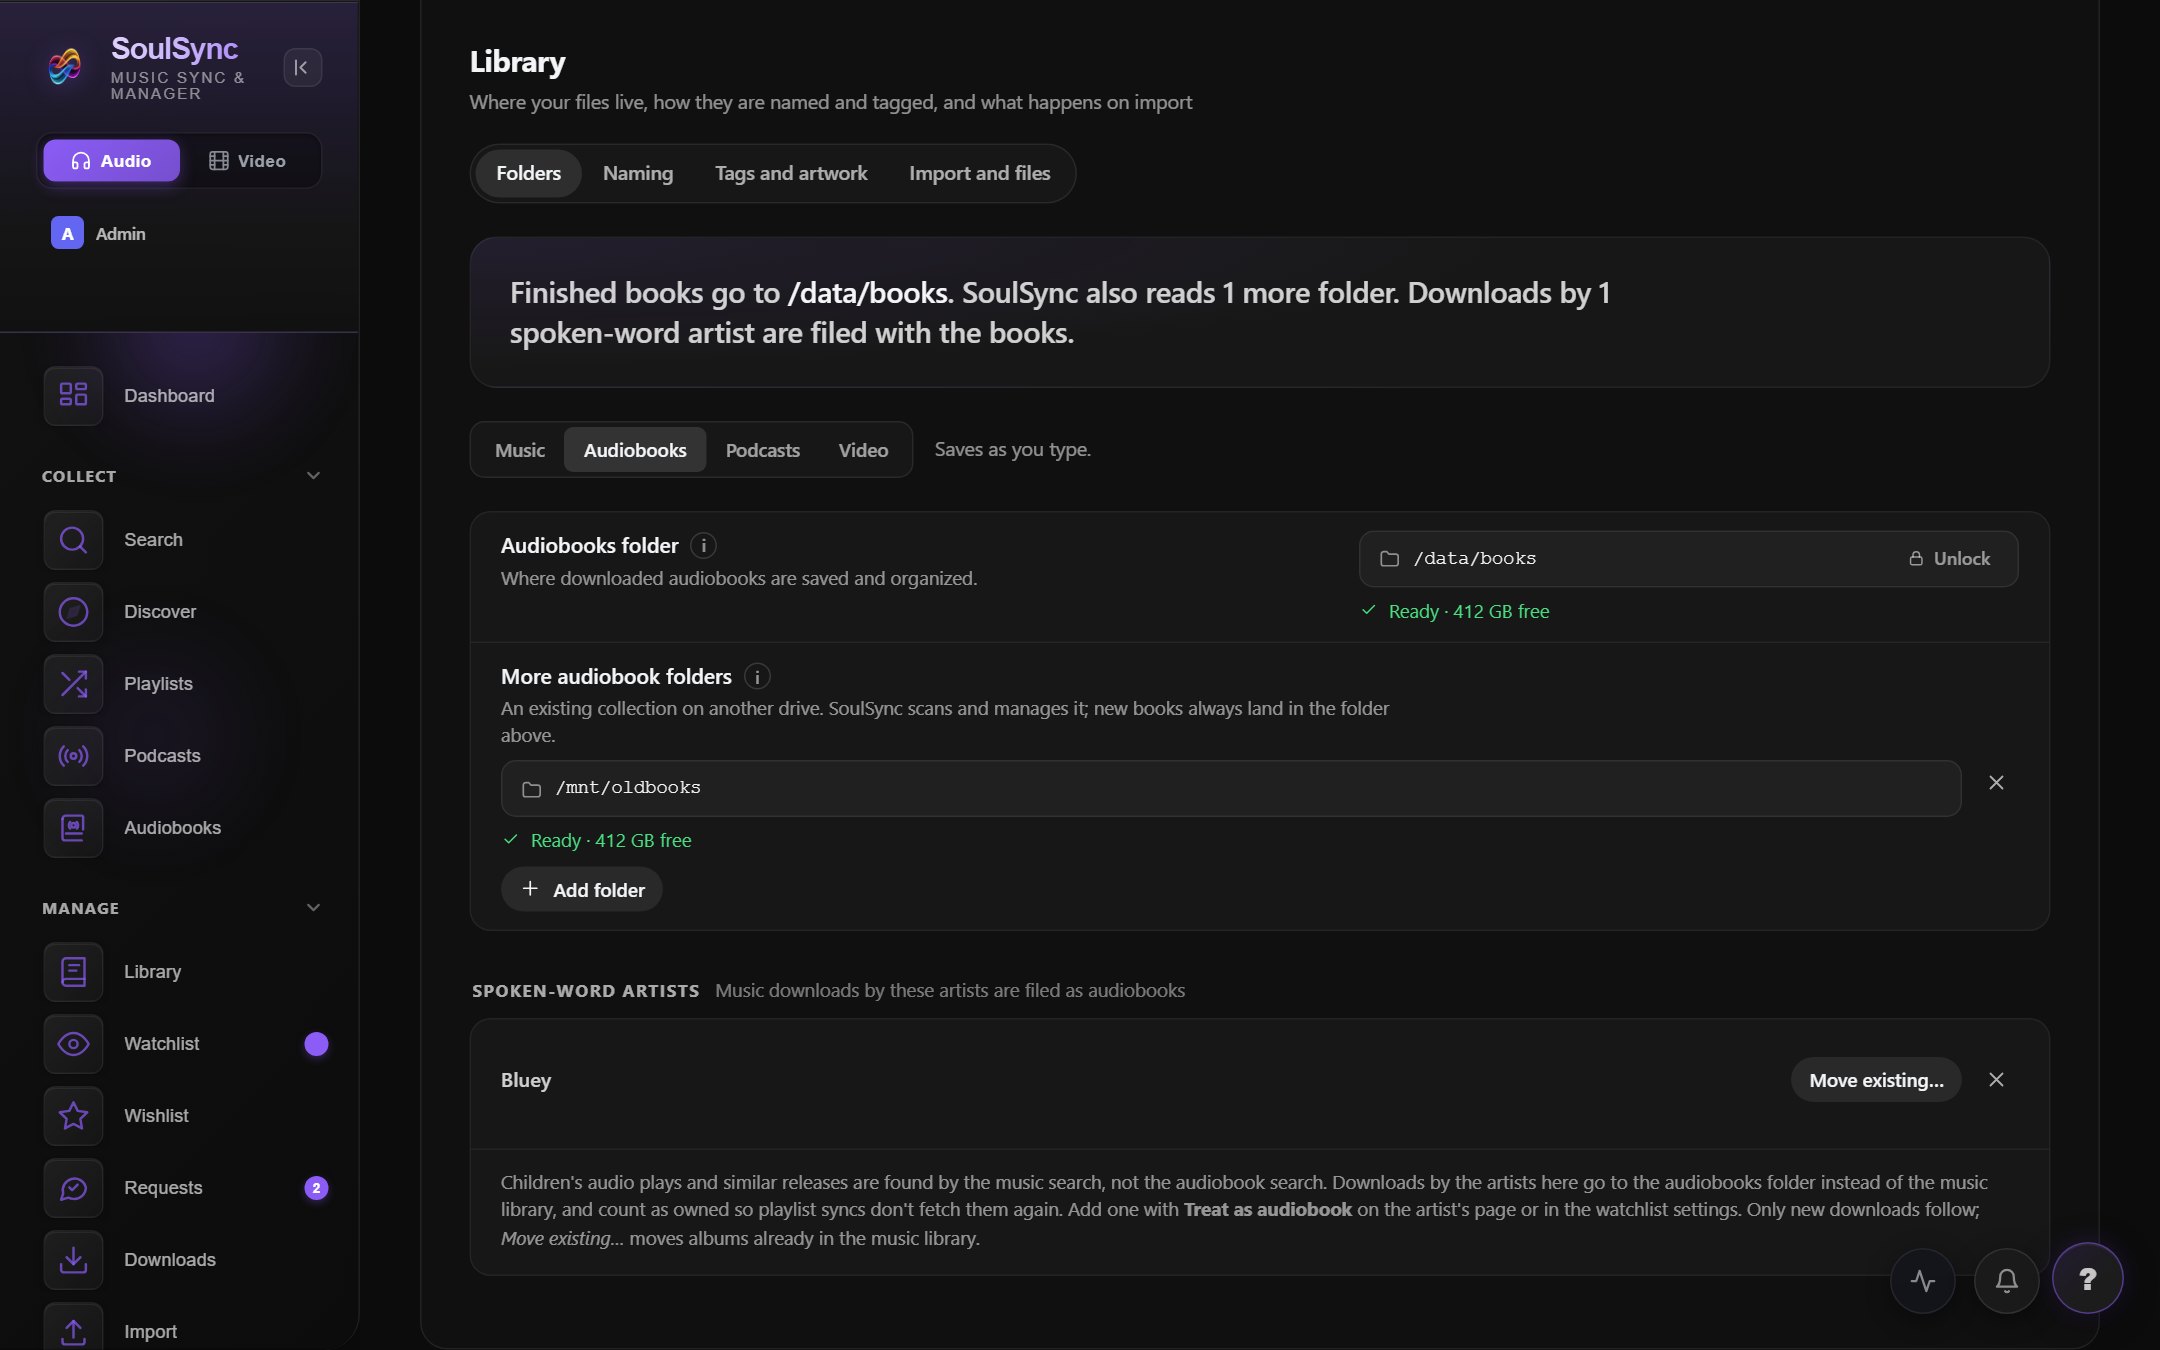 SoulSync
MUSIC SYNC &
MANAGER
Audio
Video
A
Admin
Dashboard
COLLECT
Search
Discover
Playlists
Podcasts
Audiobooks
MANAGE
Library
Watchlist
Wishlist
Requests
2
Downloads
Import
Library
Where your files live, how they are named and tagged, and what happens on import
Folders
Naming
Tags and artwork
Import and files
Finished books go to /data/books. SoulSync also reads 1 more folder. Downloads by 1
spoken-word artist are filed with the books.
Music
Audiobooks
Podcasts
Video
Saves as you type.
Audiobooks folder
i
Where downloaded audiobooks are saved and organized.
/data/books
Unlock
Ready · 412 GB free
More audiobook folders
i
An existing collection on another drive. SoulSync scans and manages it; new books always land in the folder
above.
/mnt/oldbooks
Ready · 412 GB free
Add folder
SPOKEN-WORD ARTISTS
Music downloads by these artists are filed as audiobooks
Bluey
Move existing...
Children's audio plays and similar releases are found by the music search, not the audiobook search. Downloads by the artists here go to the audiobooks folder instead of the music
library, and count as owned so playlist syncs don't fetch them again. Add one with Treat as audiobook on the artist's page or in the watchlist settings. Only new downloads follow;
Move existing... moves albums already in the music library.
?